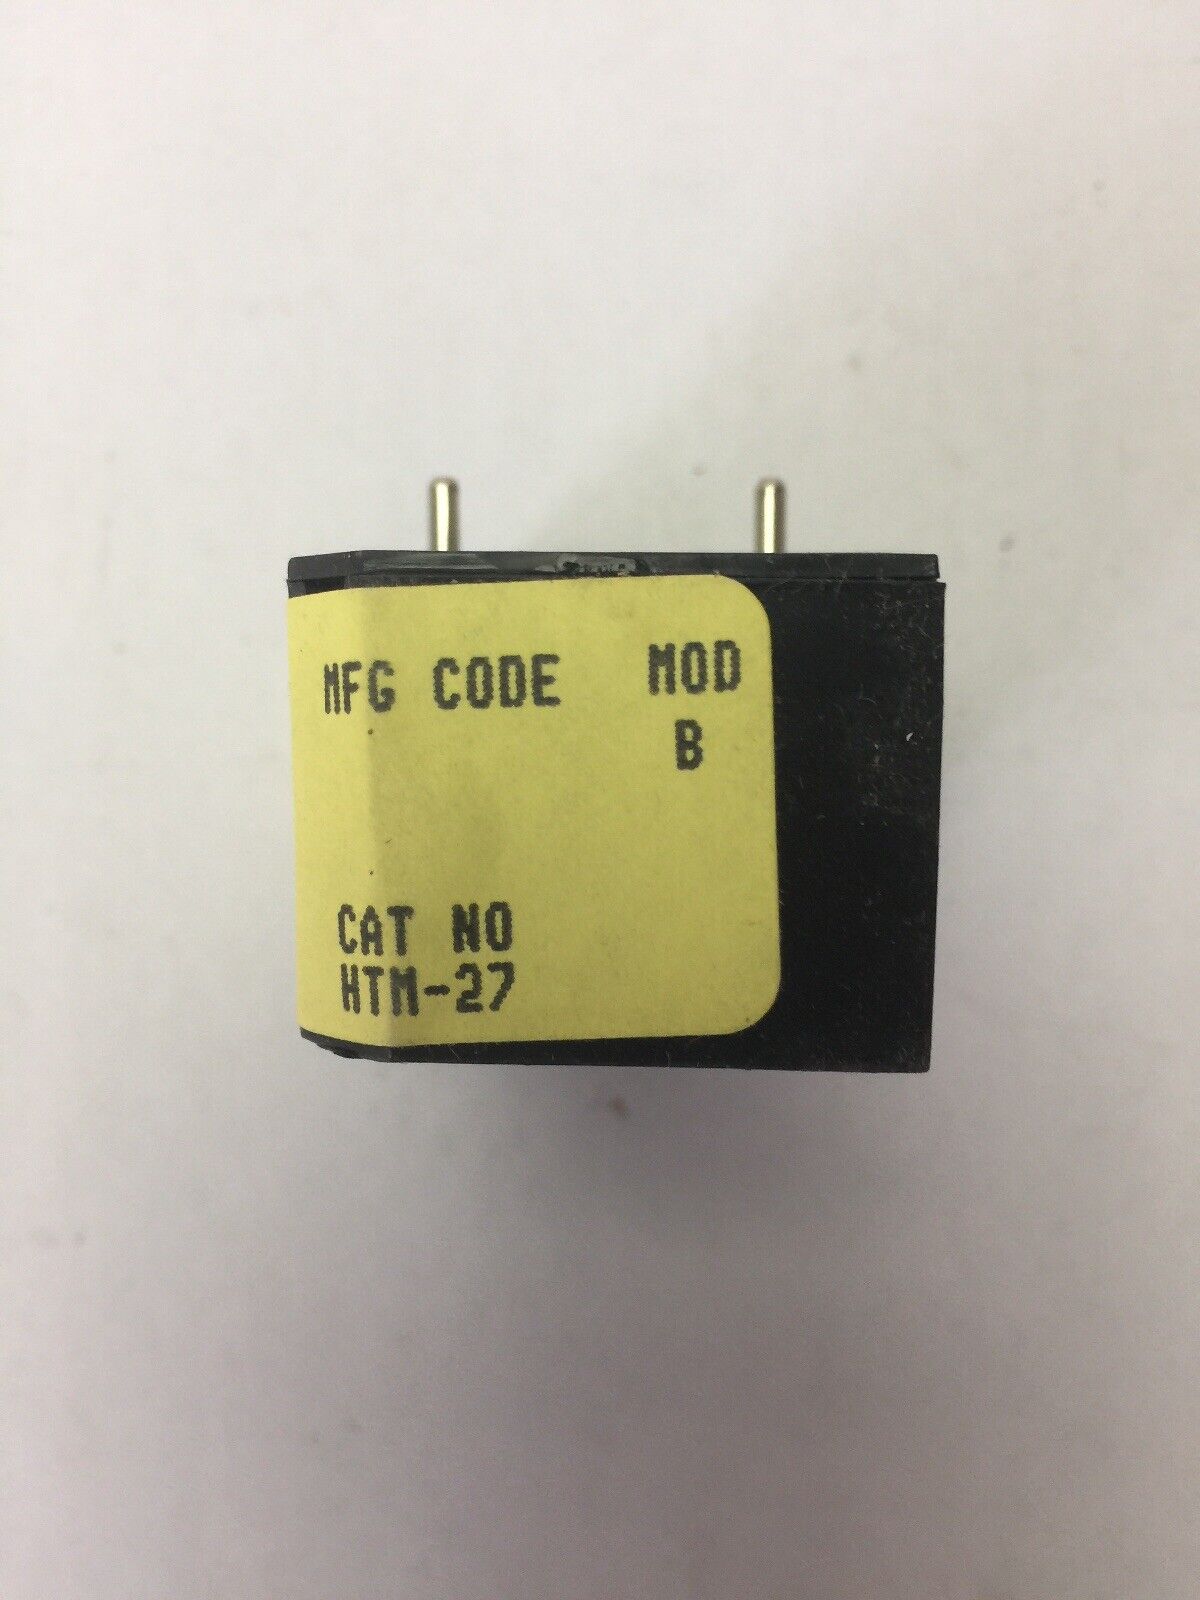 MFG CODE MOD
B
CAT NO
HTM-27